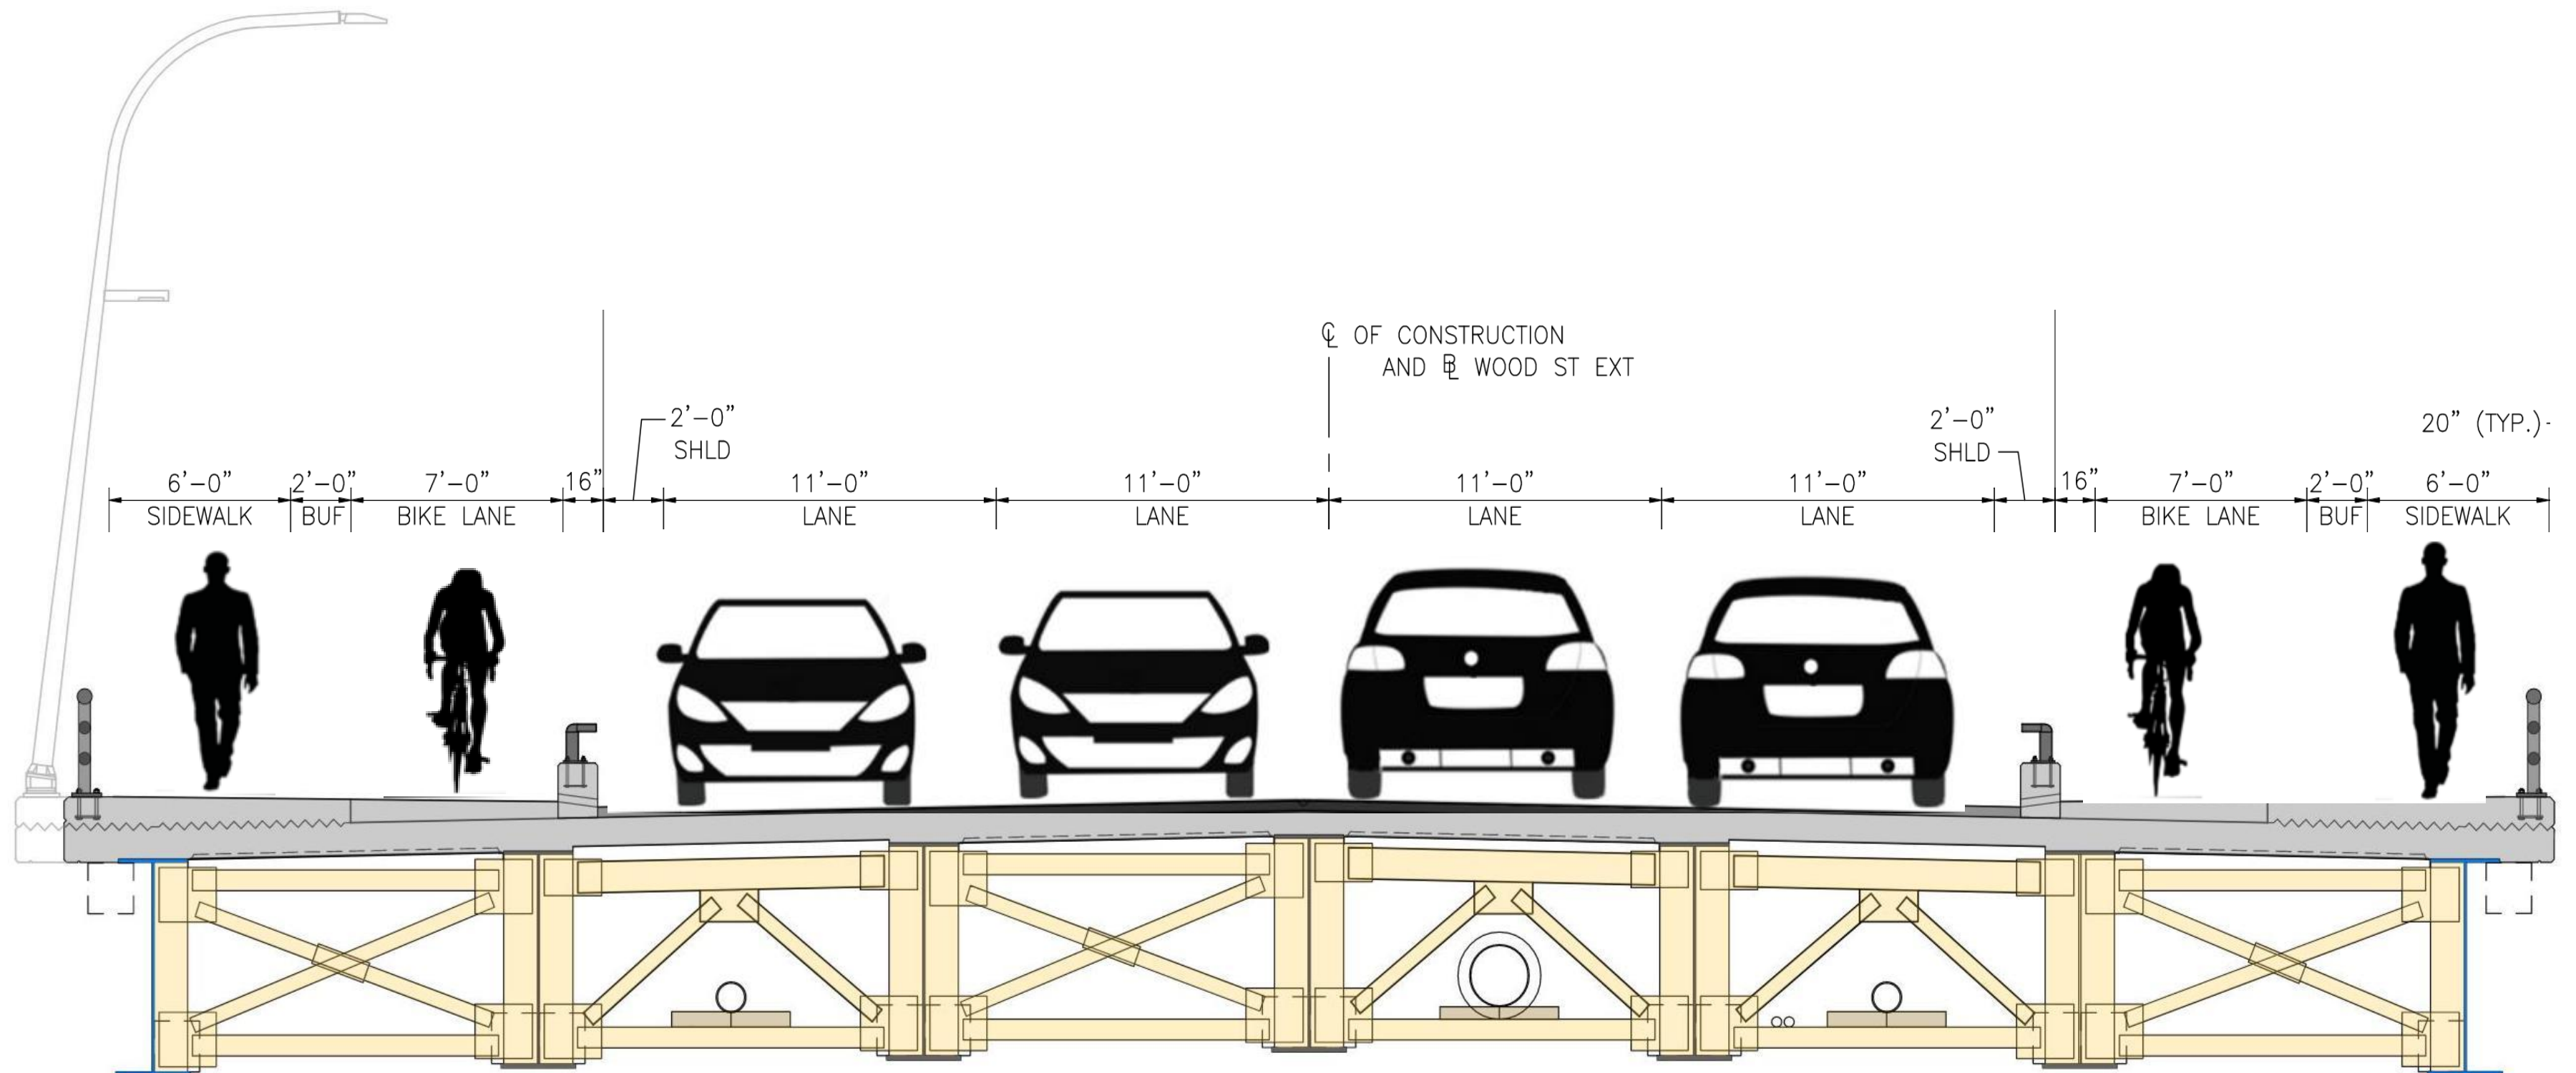 ℄ OF CONSTRUCTION
AND ⅊ WOOD ST EXT
2'-0"
SHLD
2'-0"
SHLD
20" (TYP.)
6'-0" 2'-0" 7'-0" 16" 11'-0" 11'-0" 11'-0" 11'-0" 16" 7'-0" 2'-0" 6'-0"
SIDEWALK BUF BIKE LANE LANE LANE LANE LANE BIKE LANE BUF SIDEWALK